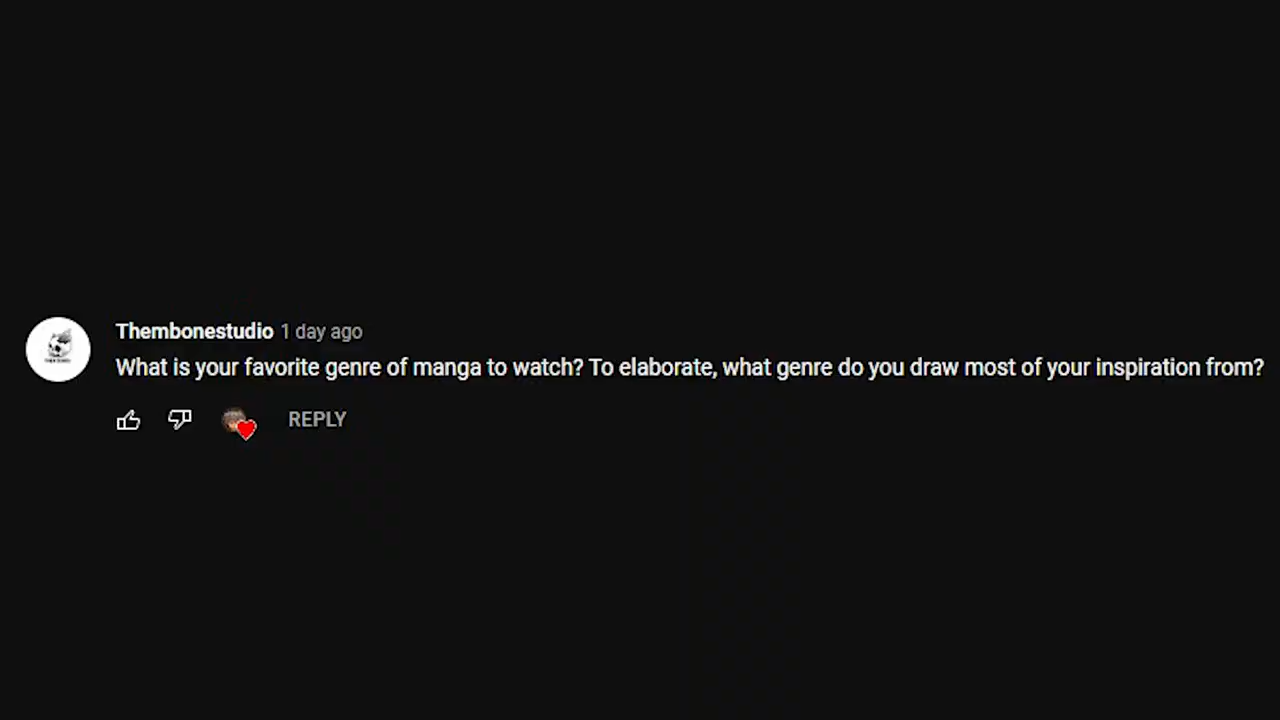 Thembonestudio 1 day ago
What is your favorite genre of manga to watch? To elaborate, what genre do you draw most of your inspiration from?
REPLY